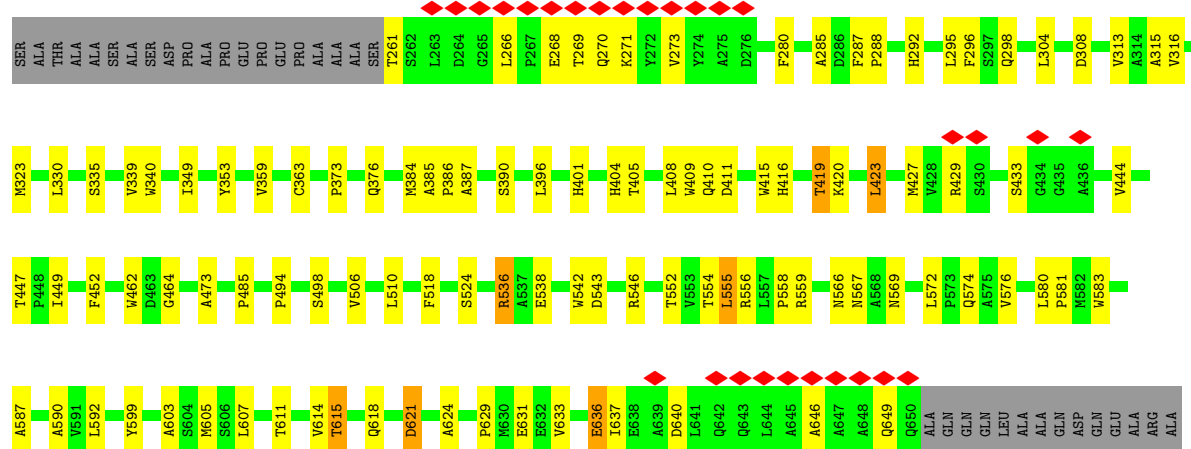 SER ALA THR ALA ALA SER ALA SER ASP PRO ALA PRO GLU PRO ALA ALA ALA SER T261 S262 L263 D264 G265 L266 P267 E268 T269 Q270 K271 Y272 V273 Y274 A275 D276 F280 A285 D286 F287 P288 H292 L295 F296 S297 Q298 L304 D308 V313 A314 A315 V316
M323 L330 S335 V339 W340 I349 Y353 V359 C363 P373 Q376 M384 A385 P386 A387 S390 L396 H401 H404 T405 L408 W409 Q410 D411 W415 H416 T419 K420 L423 M427 V428 R429 S430 S433 G434 G435 A436 V444
T447 P448 I449 F452 W462 D463 G464 A473 P485 P494 S498 V506 L510 F518 S524 R536 A537 E538 W542 D543 R546 T552 V553 T554 L555 R556 L557 P558 R559 N566 N567 A568 N569 L572 P573 Q574 A575 V576 L580 P581 M582 W583
A587 A590 V591 L592 Y599 A603 S604 M605 S606 L607 T611 V614 T615 Q618 D621 A624 P629 M630 E631 E632 V633 E636 I637 E638 A639 D640 L641 Q642 Q643 L644 A645 A646 A647 A648 Q649 Q650 ALA GLN GLN GLN LEU ALA ALA GLN ASP GLN GLU ALA ARG ALA